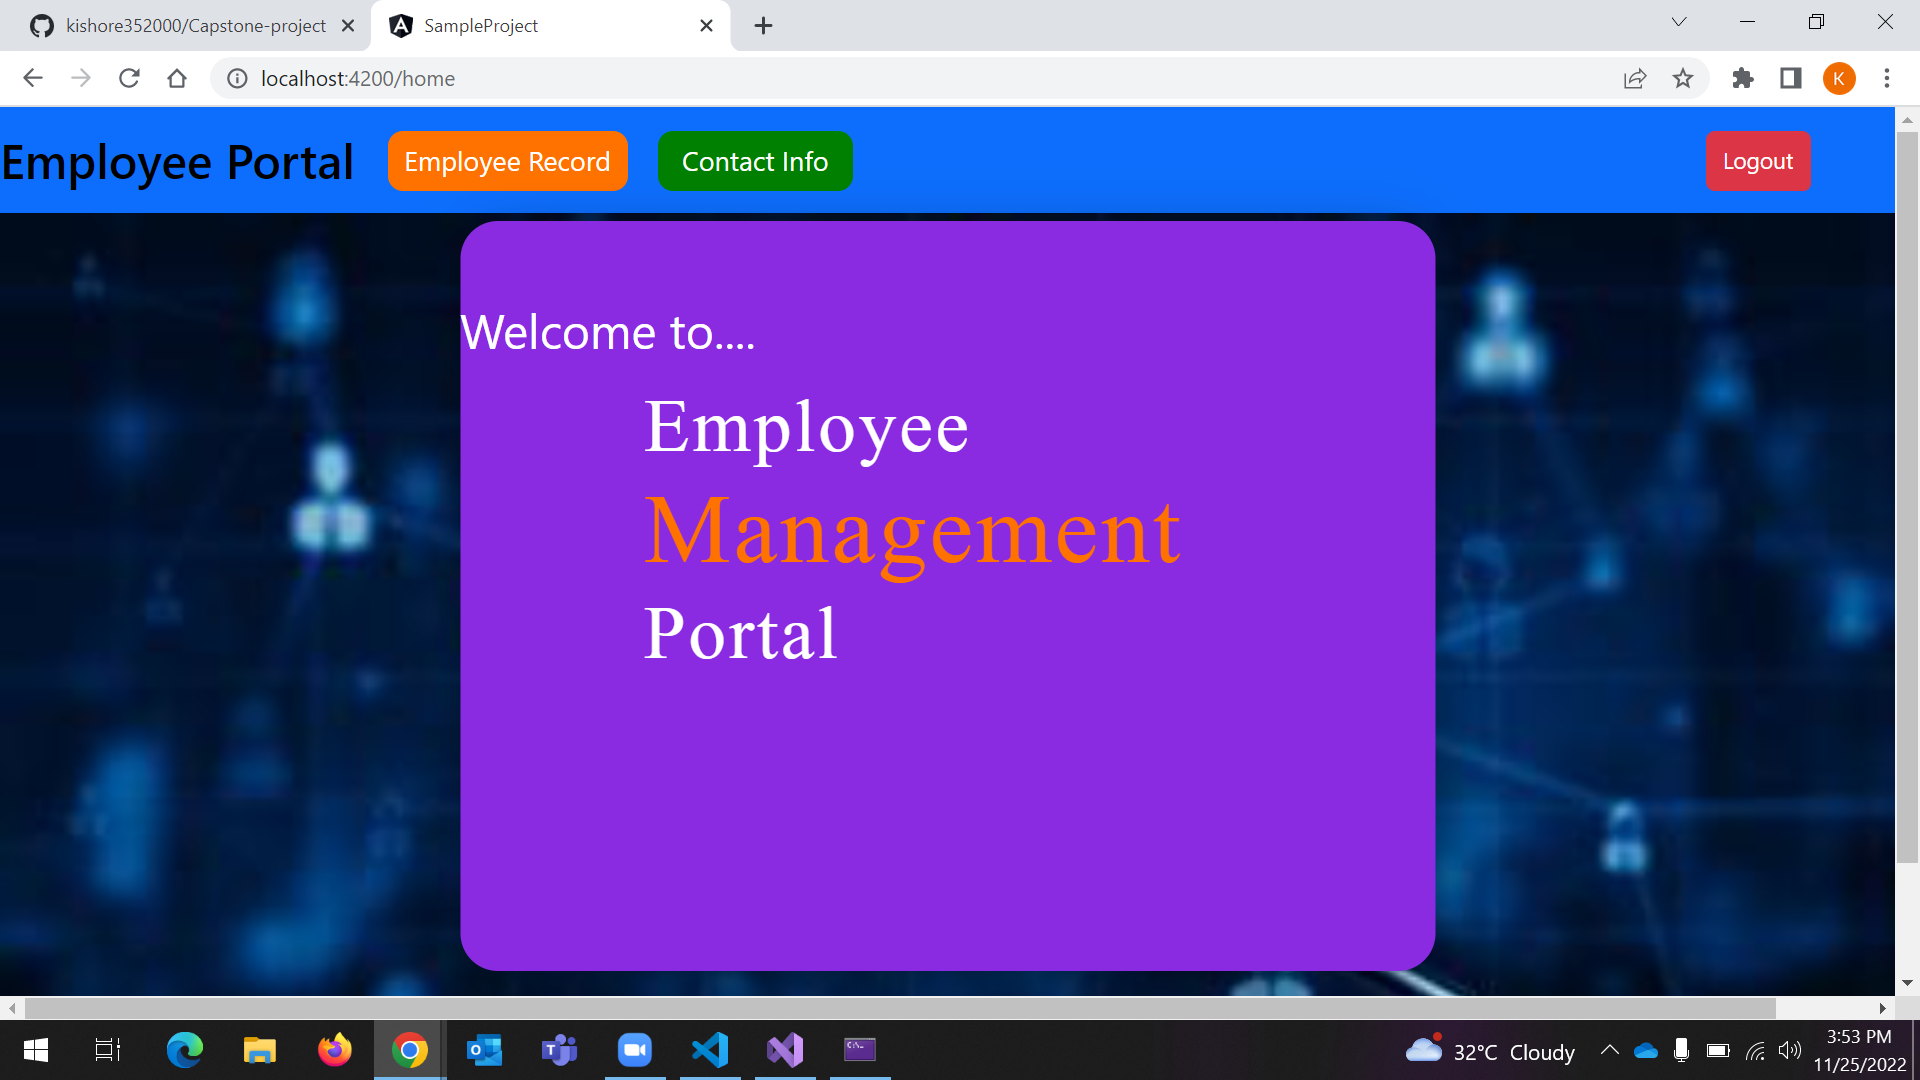 kishore352000/Capstone-project
SampleProject
localhost:4200/home
K
Employee Portal
Employee Record
Contact Info
Logout
Welcome to....
Employee
Management
Portal
32°C Cloudy
3:53 PM
11/25/2022